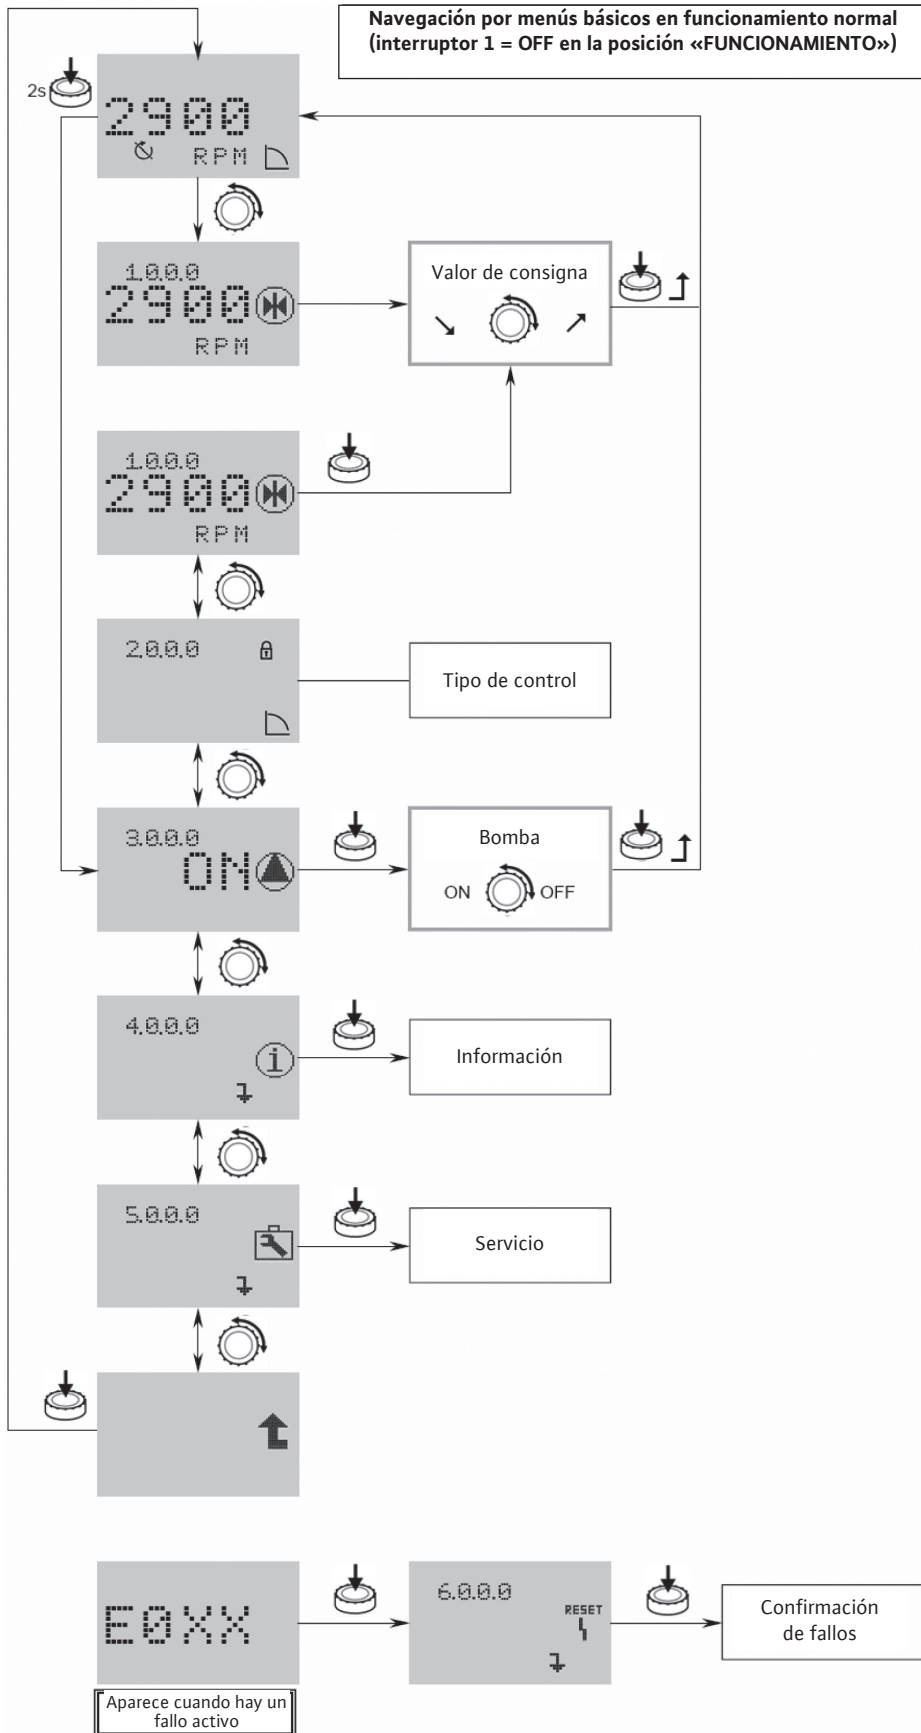 Navegación por menús básicos en funcionamiento normal
(interruptor 1 = OFF en la posición «FUNCIONAMIENTO»)
2s
2900
RPM
1.0.0.0
2900
RPM
Valor de consigna
1.0.0.0
2900
RPM
2.0.0.0
Tipo de control
3.0.0.0
ON
Bomba
ON OFF
4.0.0.0
i
Información
5.0.0.0
Servicio
E0XX
6.0.0.0
RESET
Confirmación
de fallos
Aparece cuando hay un
fallo activo